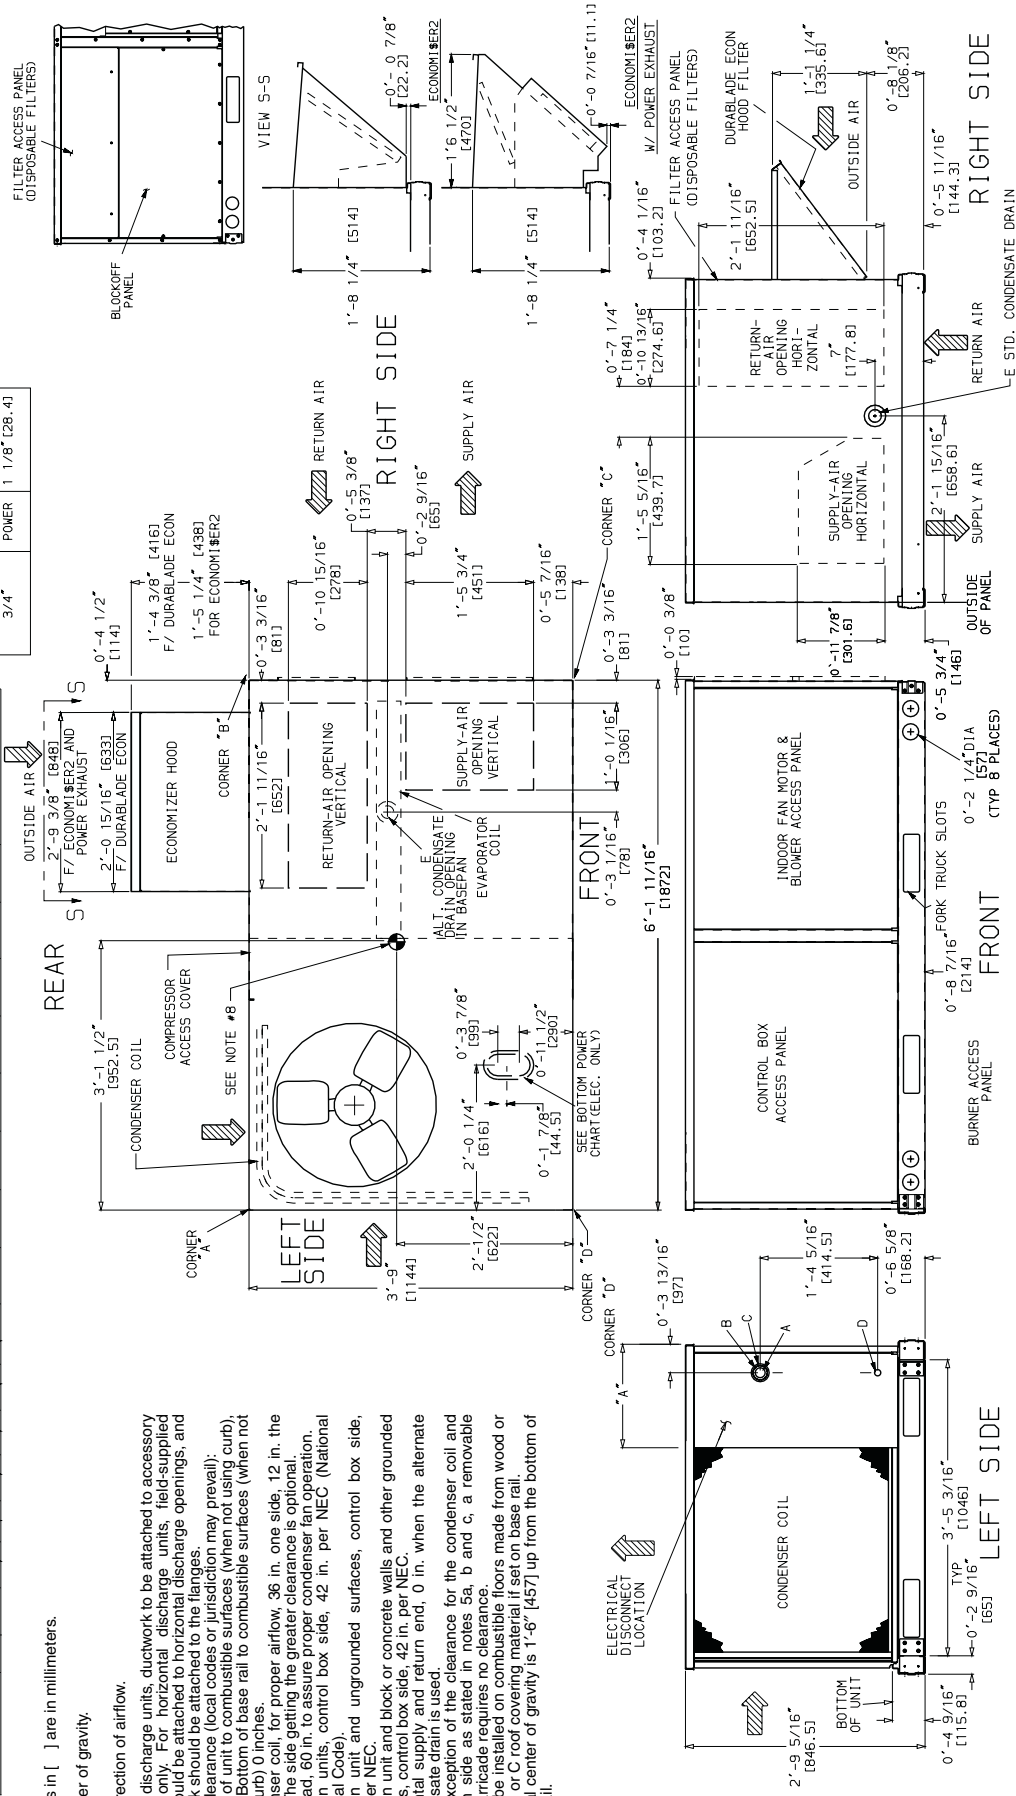 s in [ ] are in millimeters.
er of gravity.
rection of airflow.
discharge units, ductwork to be attached to accessory
only. For horizontal discharge units, field-supplied
uld be attached to horizontal discharge openings, and
k should be attached to the flanges.
learance (local codes or jurisdiction may prevail):
of unit to combustible surfaces (when not using curb),
Bottom of base rail to combustible surfaces (when not
urb) 0 inches.
nser coil, for proper airflow, 36 in. one side, 12 in. the
he side getting the greater clearance is optional.
ad, 60 in. to assure proper condenser fan operation.
n units, control box side, 42 in. per NEC (National
al Code).
n unit and ungrounded surfaces, control box side,
er NEC.
n unit and block or concrete walls and other grounded
s, control box side, 42 in. per NEC.
tal supply and return end, 0 in. when the alternate
sate drain is used.
xception of the clearance for the condenser coil and
n side as stated in notes 5a, b and c, a removable
rricade requires no clearance.
be installed on combustible floors made from wood or
or C roof covering material if set on base rail.
l center of gravity is 1′-6″ [457] up from the bottom of
il.
3/4″
POWER
1 1/8″ [28.4]
REAR
OUTSIDE AIR
S
S
2′-9 3/8″ [848]
F/ ECONOMI$ER2 AND
POWER EXHAUST
2′-0 15/16″ [633]
F/ DURABLADE ECON
0′-4 1/2″
[114]
1′-4 3/8″ [416]
F/ DURABLADE ECON
1′-5 1/4″ [438]
FOR ECONOMI$ER2
ECONOMIZER HOOD
CORNER "B"
0′-3 3/16″
[81]
3′-1 1/2″
[952.5]
CONDENSER COIL
COMPRESSOR
ACCESS COVER
SEE NOTE #8
CORNER
"A"
2′-1 11/16″
[652]
RETURN-AIR OPENING
VERTICAL
0′-10 15/16″
[278]
RETURN AIR
0′-5 3/8″
[137]
RIGHT SIDE
0′-2 9/16″
[65]
SUPPLY AIR
E
ALT. CONDENSATE
DRAIN OPENING
IN BASEPAN
EVAPORATOR
COIL
SUPPLY-AIR
OPENING
VERTICAL
1′-5 3/4″
[451]
0′-5 7/16″
[138]
CORNER "C"
LEFT
SIDE
3′-9″
[1144]
2′-1/2″
[622]
CORNER "D"
2′-0 1/4″
[616]
0′-3 7/8″
[99]
0′-11 1/2″
[290]
0′-1 7/8″
[44.5]
SEE BOTTOM POWER
CHART(ELEC. ONLY)
FRONT
0′-3 1/16″
[78]
1′-0 1/16″
[306]
0′-3 3/16″
[81]
6′-1 11/16″
[1872]
0′-0 3/8″
[10]
CONTROL BOX
ACCESS PANEL
INDOOR FAN MOTOR &
BLOWER ACCESS PANEL
BURNER ACCESS
PANEL
0′-8 7/16″
[214]
FORK TRUCK SLOTS
0′-2 1/4″DIA
[57]
(TYP 8 PLACES)
0′-5 3/4″
[146]
FRONT
FILTER ACCESS PANEL
(DISPOSABLE FILTERS)
BLOCKOFF
PANEL
VIEW S-S
1′-8 1/4″ [514]
0′-0 7/8″
[22.2]
ECONOMI$ER2
1′6 1/2″
[470]
1′-8 1/4″ [514]
0′-0 7/16″ [11.1]
ECONOMI$ER2
W/ POWER EXHAUST
FILTER ACCESS PANEL
(DISPOSABLE FILTERS)
DURABLADE ECON
HOOD FILTER
0′-4 1/16″
[103.2]
2′-1 11/16″
[652.5]
1′-1 1/4″
[335.6]
OUTSIDE AIR
0′-8 1/8″
[206.2]
0′-7 1/4″
[184]
0′-10 13/16″
[274.6]
RETURN-
AIR
OPENING
HORI-
ZONTAL
7″
[177.8]
RETURN AIR
0′-5 11/16″
[144.3]
RIGHT SIDE
E STD. CONDENSATE DRAIN
1′-5 5/16″
[439.7]
SUPPLY-AIR
OPENING
HORIZONTAL
2′-1 15/16″
[658.6]
SUPPLY AIR
0′-11 7/8″
[301.6]
OUTSIDE
OF PANEL
CORNER "D"
0′-3 13/16″
[97]
"A"
B
C
A
D
1′-4 5/16″
[414.5]
0′-6 5/8″
[168.2]
ELECTRICAL
DISCONNECT
LOCATION
CONDENSER COIL
2′-9 5/16″
[846.5]
BOTTOM
OF UNIT
0′-4 9/16″
[115.8]
TYP
0′-2 9/16″
[65]
3′-5 3/16″
[1046]
LEFT SIDE